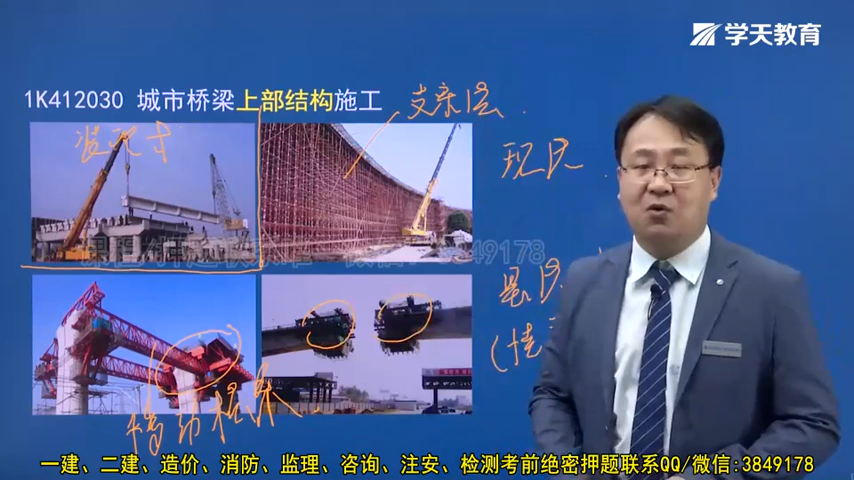 学天教育
1K412030 城市桥梁上部结构施工
支架法
装配式
现浇
3849178
悬浇
移动模架
一建、二建、造价、消防、监理、咨询、注安、检测考前绝密押题联系QQ/微信:3849178